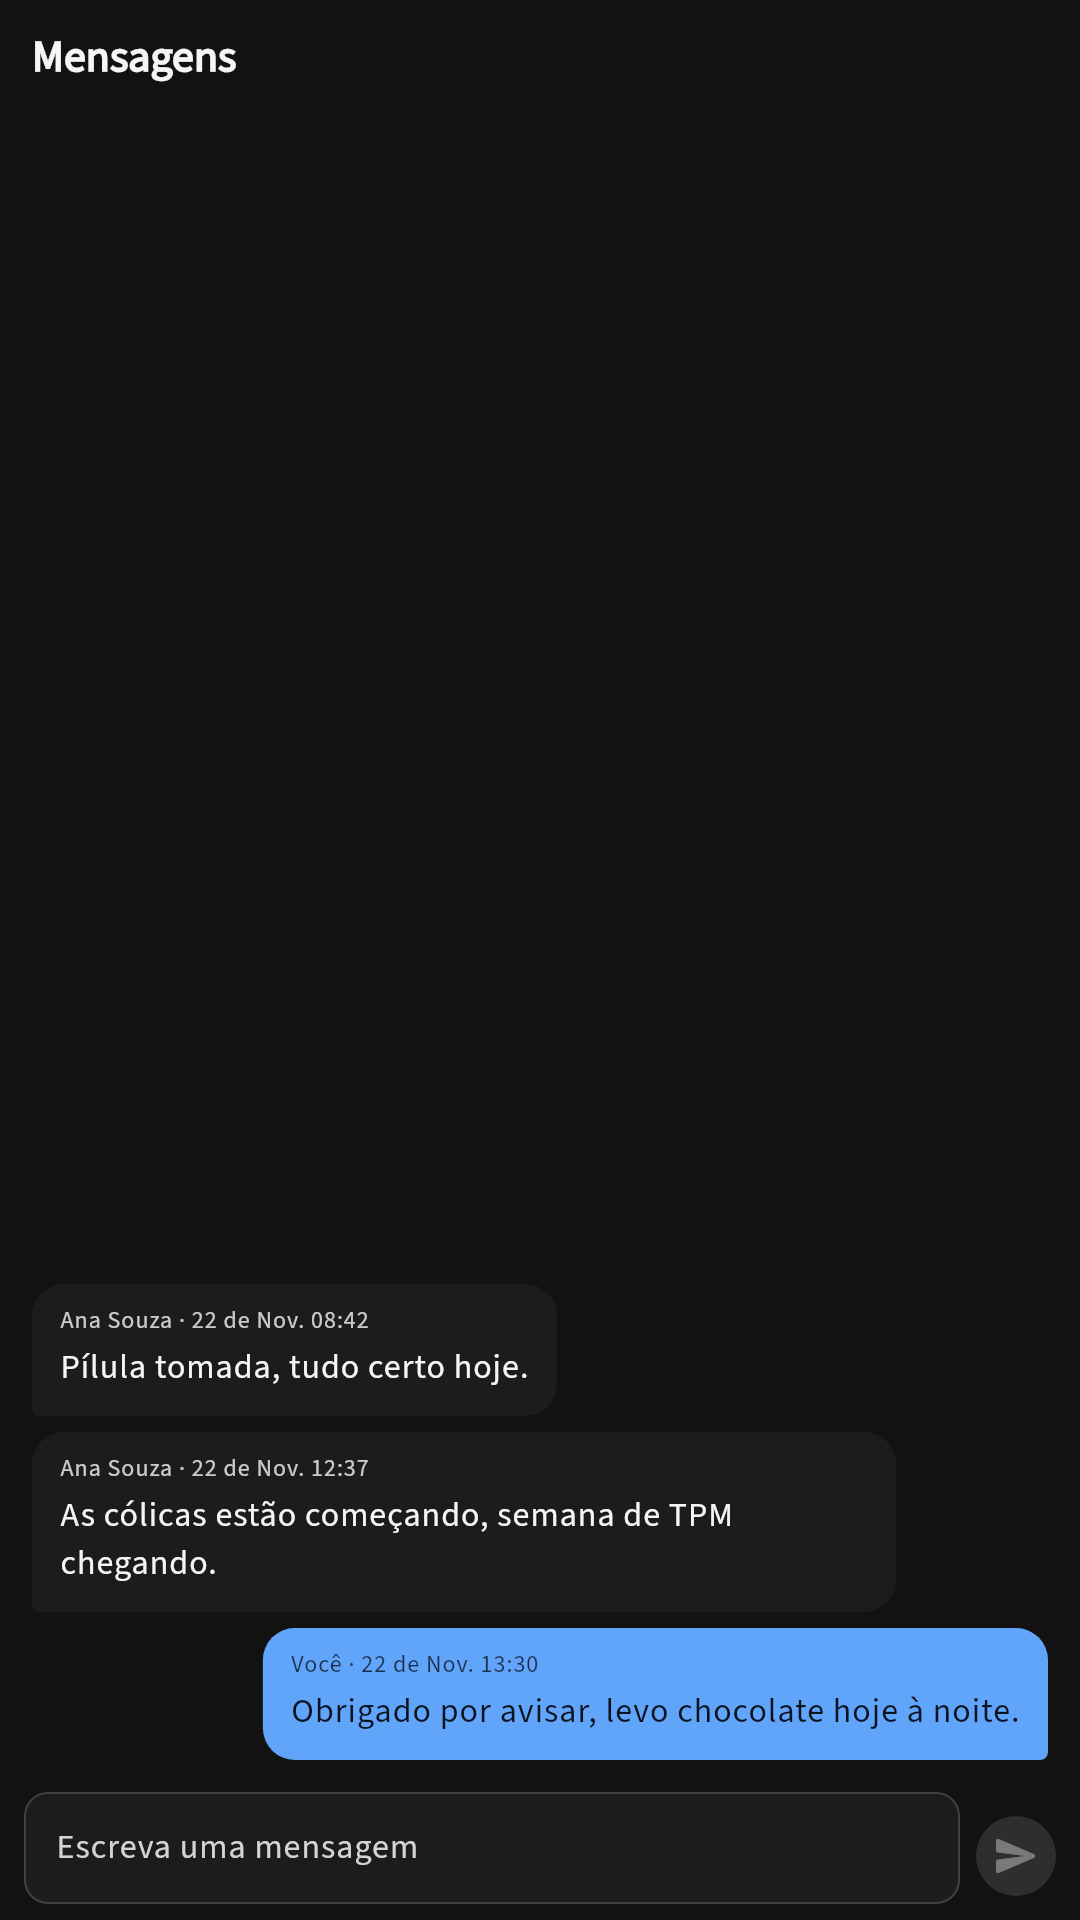 Mensagens
Ana Souza · 22 de Nov. 08:42
Pílula tomada, tudo certo hoje.
Ana Souza · 22 de Nov. 12:37
As cólicas estão começando, semana de TPM
chegando.
Você · 22 de Nov. 13:30
Obrigado por avisar, levo chocolate hoje à noite.
Escreva uma mensagem